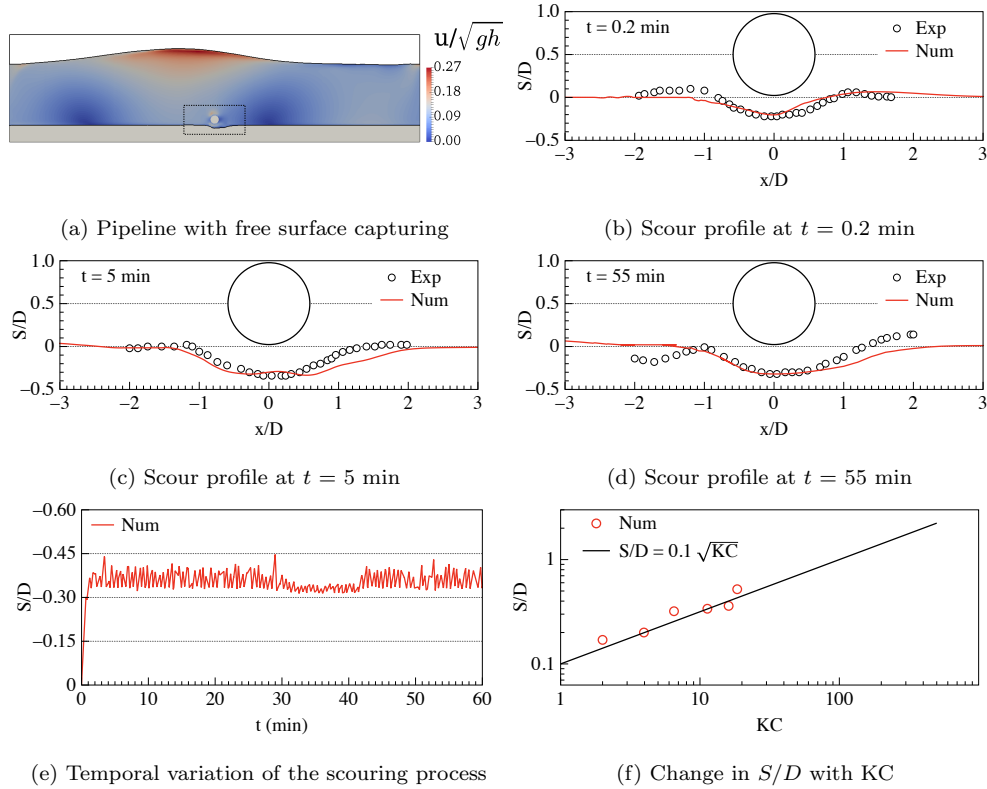 u/√gh
0.27
0.18
0.09
0.00
(a) Pipeline with free surface capturing
t = 0.2 min
Exp
Num
1.0
0.5
0
−0.5
S/D
−3 −2 −1 0 1 2 3
x/D
(b) Scour profile at t = 0.2 min
t = 5 min
Exp
Num
1.0
0.5
0
−0.5
S/D
−3 −2 −1 0 1 2 3
x/D
(c) Scour profile at t = 5 min
t = 55 min
Exp
Num
1.0
0.5
0
−0.5
S/D
−3 −2 −1 0 1 2 3
x/D
(d) Scour profile at t = 55 min
Num
−0.60
−0.45
−0.30
−0.15
0
S/D
0 10 20 30 40 50 60
t (min)
(e) Temporal variation of the scouring process
Num
S/D = 0.1 √KC
1
0.1
S/D
1 10 100
KC
(f) Change in S/D with KC